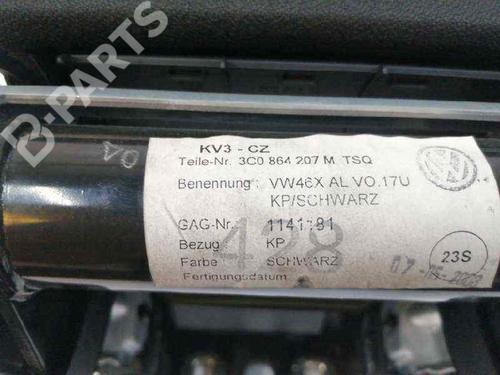 B-PARTS
KV3 - CZ
Teile-Nr. 3C0 864 207 M TSQ
Benennung : VW46X AL VO.17U
KP/SCHWARZ
GAG-Nr. 1141181
428
Bezug KP
Farbe SCHWARZ
Fertigungsdatum
23S